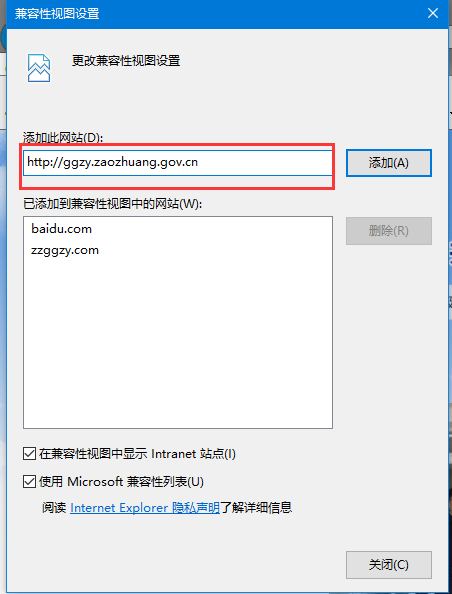 兼容性视图设置
更改兼容性视图设置
添加此网站(D):
http://ggzy.zaozhuang.gov.cn
添加(A)
已添加到兼容性视图中的网站(W):
baidu.com
删除(R)
zzggzy.com
在兼容性视图中显示 Intranet 站点(I)
使用 Microsoft 兼容性列表(U)
阅读 Internet Explorer 隐私声明了解详细信息
关闭(C)